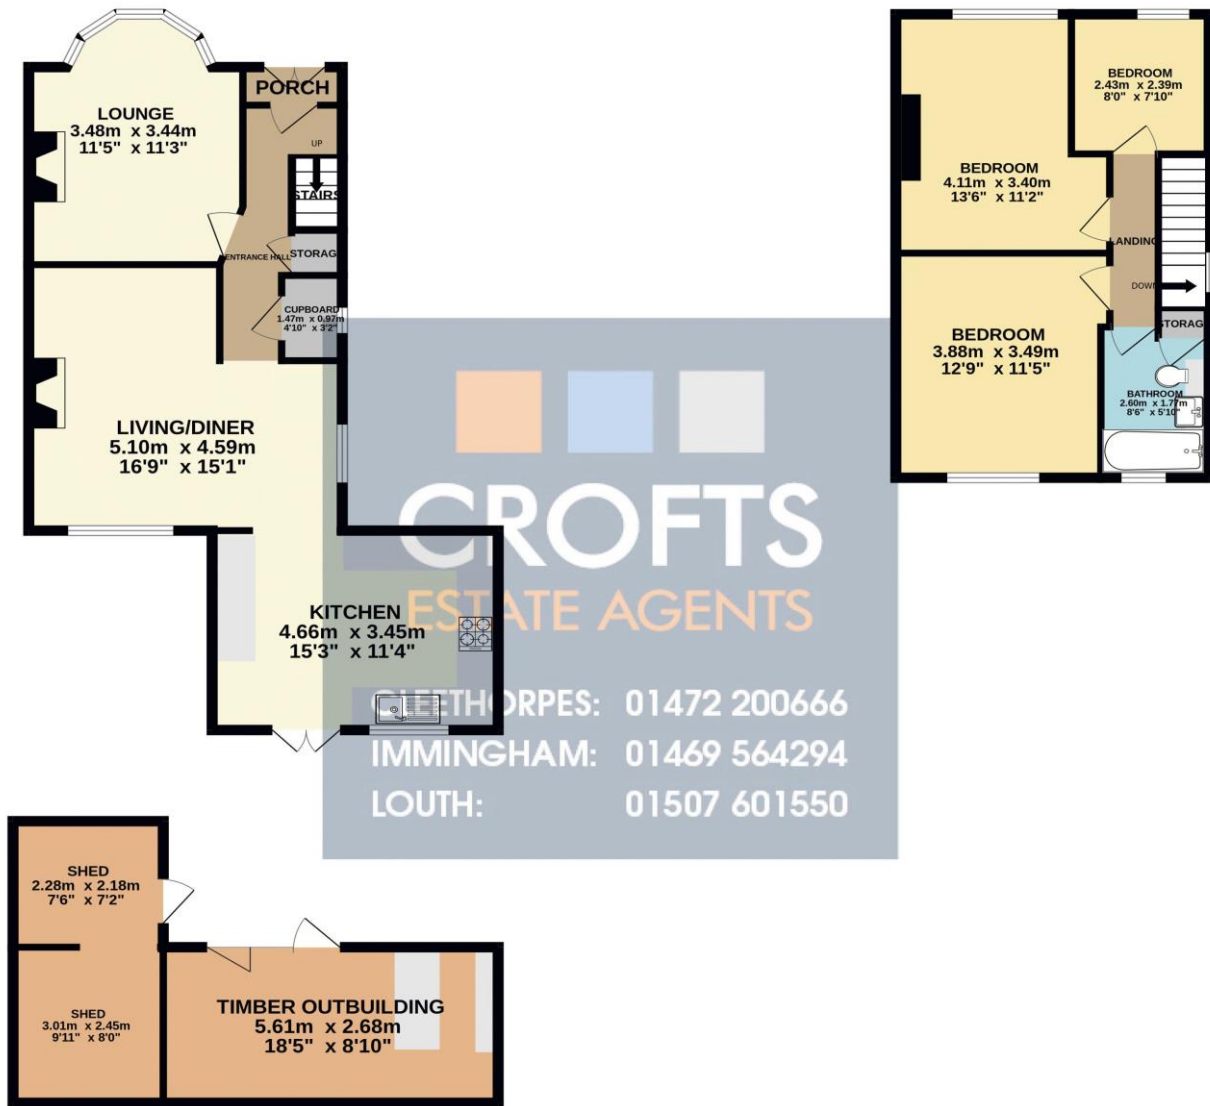 PORCH
LOUNGE
3.48m x 3.44m
11'5" x 11'3"
UP
STAIRS
STORAG
ENTRANCE HALL
CUPBOARD
1.47m x 0.97m
4'10" x 3'2"
LIVING/DINER
5.10m x 4.59m
16'9" x 15'1"
KITCHEN
4.66m x 3.45m
15'3" x 11'4"
BEDROOM
2.43m x 2.39m
8'0" x 7'10"
BEDROOM
4.11m x 3.40m
13'6" x 11'2"
LANDING
DOWN
STORAG
BEDROOM
3.88m x 3.49m
12'9" x 11'5"
BATHROOM
2.60m x 1.77m
8'6" x 5'10"
CROFTS
ESTATE AGENTS
CLEETHORPES: 01472 200666
IMMINGHAM: 01469 564294
LOUTH: 01507 601550
SHED
2.28m x 2.18m
7'6" x 7'2"
SHED
3.01m x 2.45m
9'11" x 8'0"
TIMBER OUTBUILDING
5.61m x 2.68m
18'5" x 8'10"